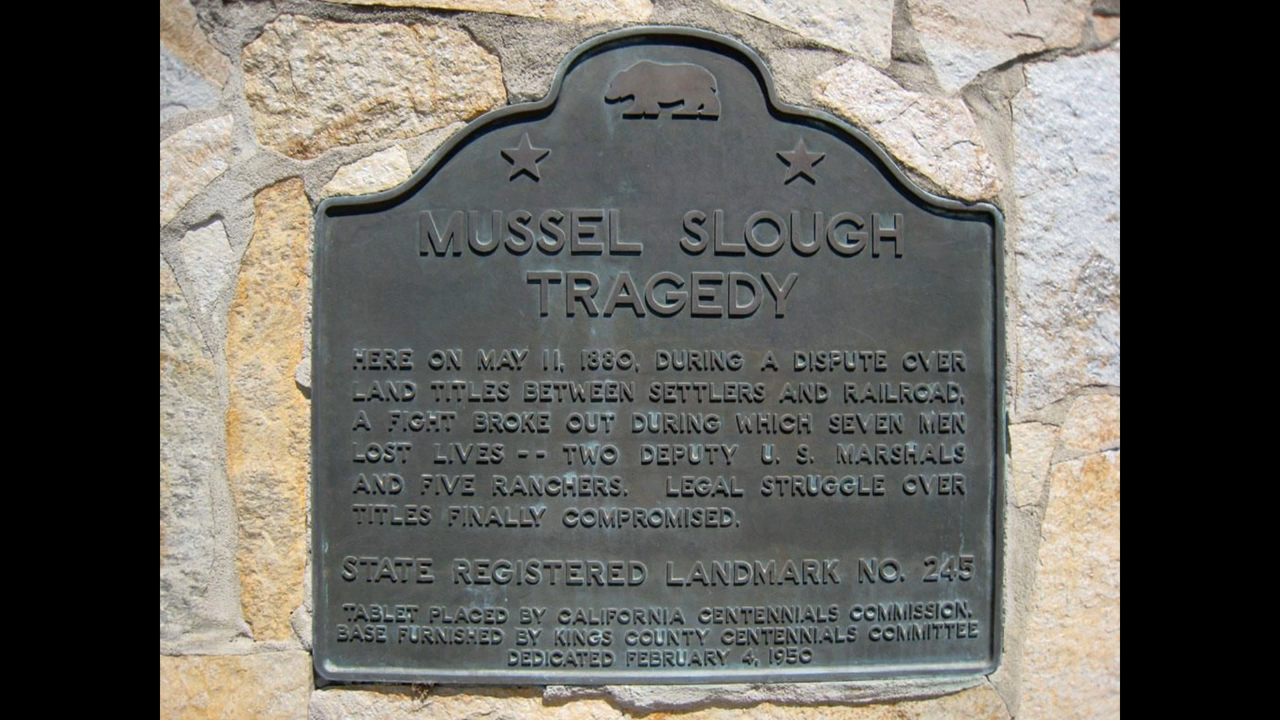 MUSSEL SLOUGH
TRAGEDY
HERE ON MAY 11, 1880, DURING A DISPUTE OVER
LAND TITLES BETWEEN SETTLERS AND RAILROAD,
A FIGHT BROKE OUT DURING WHICH SEVEN MEN
LOST LIVES -- TWO DEPUTY U. S. MARSHALS
AND FIVE RANCHERS. LEGAL STRUGGLE OVER
TITLES FINALLY COMPROMISED.
STATE REGISTERED LANDMARK NO. 245
TABLET PLACED BY CALIFORNIA CENTENNIALS COMMISSION.
BASE FURNISHED BY KINGS COUNTY CENTENNIALS COMMITTEE
DEDICATED FEBRUARY 4, 1950